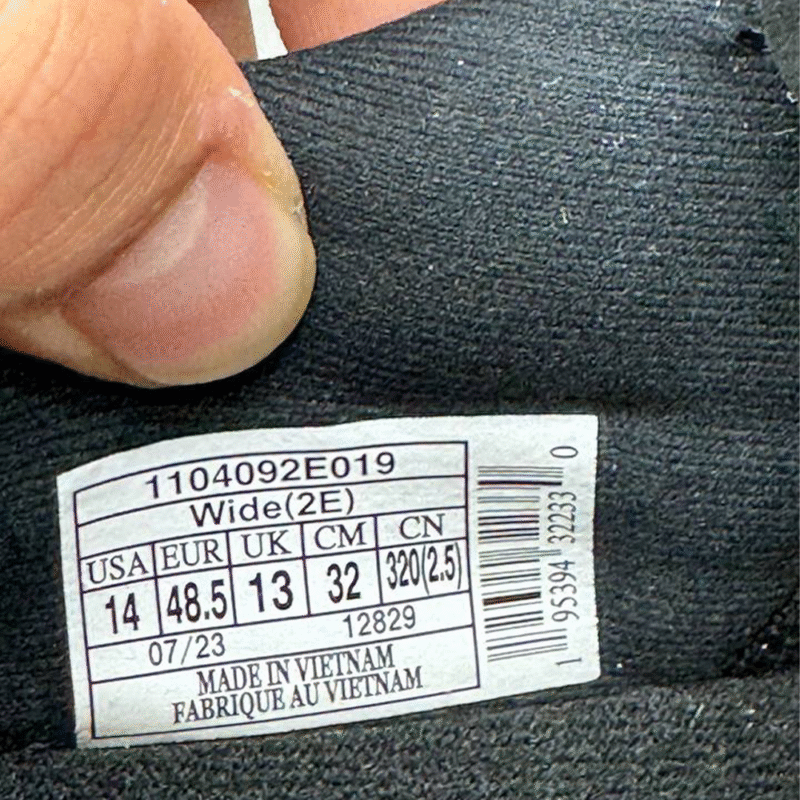 1104092E019
Wide(2E)
USA EUR UK CM CN
14 48.5 13 32 320(2.5)
07/23 12829
MADE IN VIETNAM
FABRIQUE AU VIETNAM
1 95394 32233 0